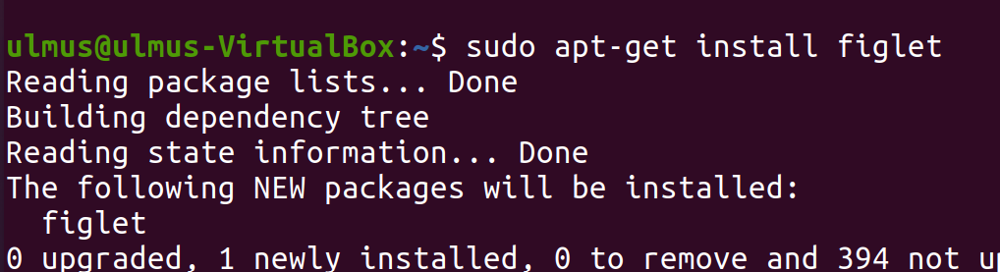 ulmus@ulmus-VirtualBox:~$ sudo apt-get install figlet
Reading package lists... Done
Building dependency tree
Reading state information... Done
The following NEW packages will be installed:
  figlet
0 upgraded, 1 newly installed, 0 to remove and 394 not